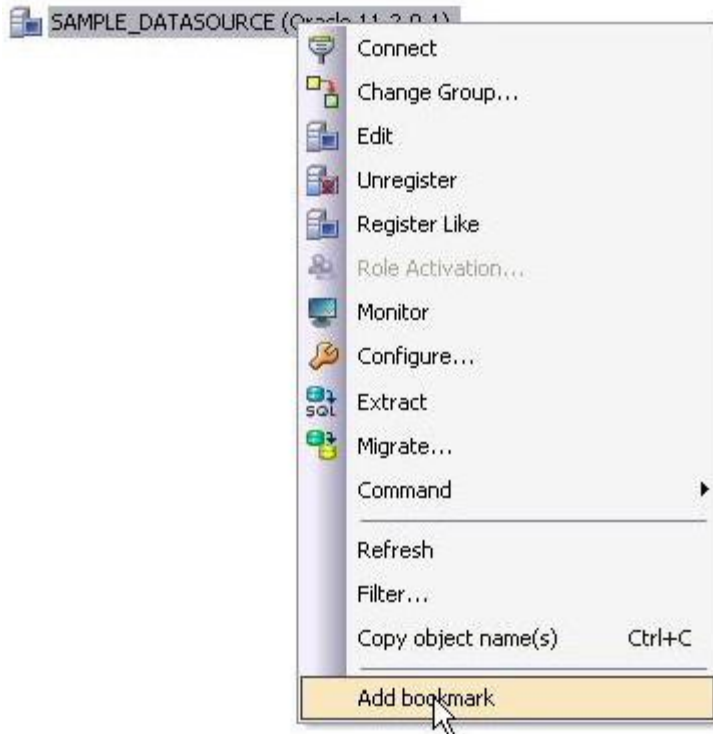 SAMPLE_DATASOURCE (Oracle 11.2.0.1)
Connect
Change Group...
Edit
Unregister
Register Like
Role Activation...
Monitor
Configure...
SQL Extract
Migrate...
Command
Refresh
Filter...
Copy object name(s) Ctrl+C
Add bookmark